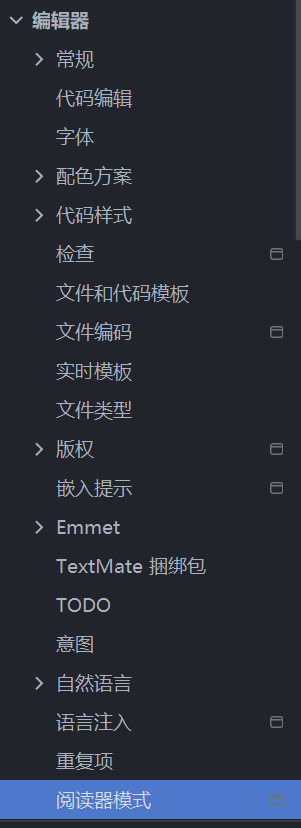 编辑器
常规
代码编辑
字体
配色方案
代码样式
检查
文件和代码模板
文件编码
实时模板
文件类型
版权
嵌入提示
Emmet
TextMate 捆绑包
TODO
意图
自然语言
语言注入
重复项
阅读器模式